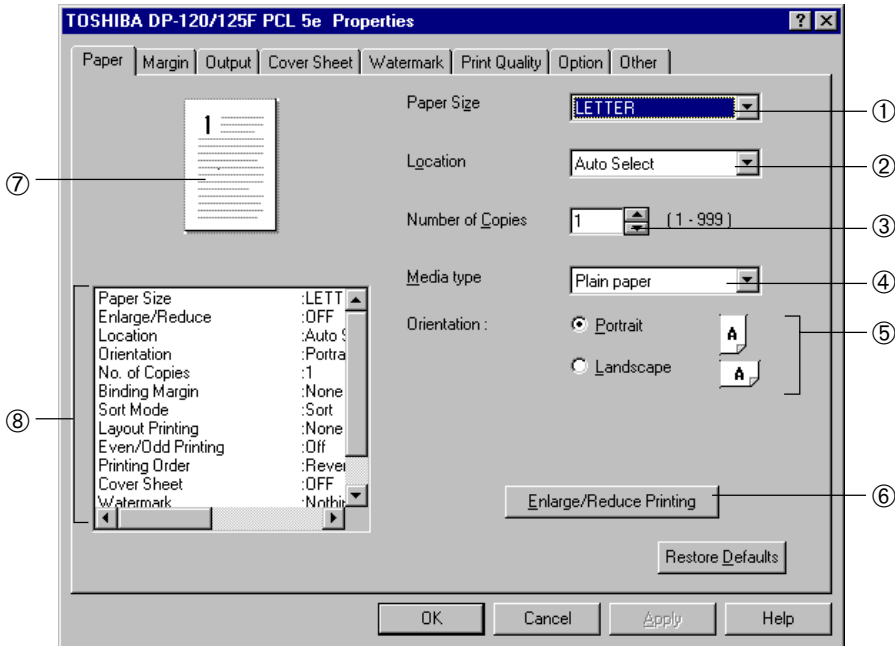 TOSHIBA DP-120/125F PCL 5e Properties
Paper Margin Output Cover Sheet Watermark Print Quality Option Other
1
⑦
Paper Size LETTER ①
Location Auto Select ②
Number of Copies 1 ( 1 - 999 ) ③
Media type Plain paper ④
Orientation : Portrait A ⑤
Landscape A
Paper Size :LETT
Enlarge/Reduce :OFF
Location :Auto S
Orientation :Portra
No. of Copies :1
Binding Margin :None
Sort Mode :Sort
Layout Printing :None
Even/Odd Printing :Off
Printing Order :Rever
Cover Sheet :OFF
Watermark :Nothin
⑧
Enlarge/Reduce Printing ⑥
Restore Defaults
OK Cancel Apply Help